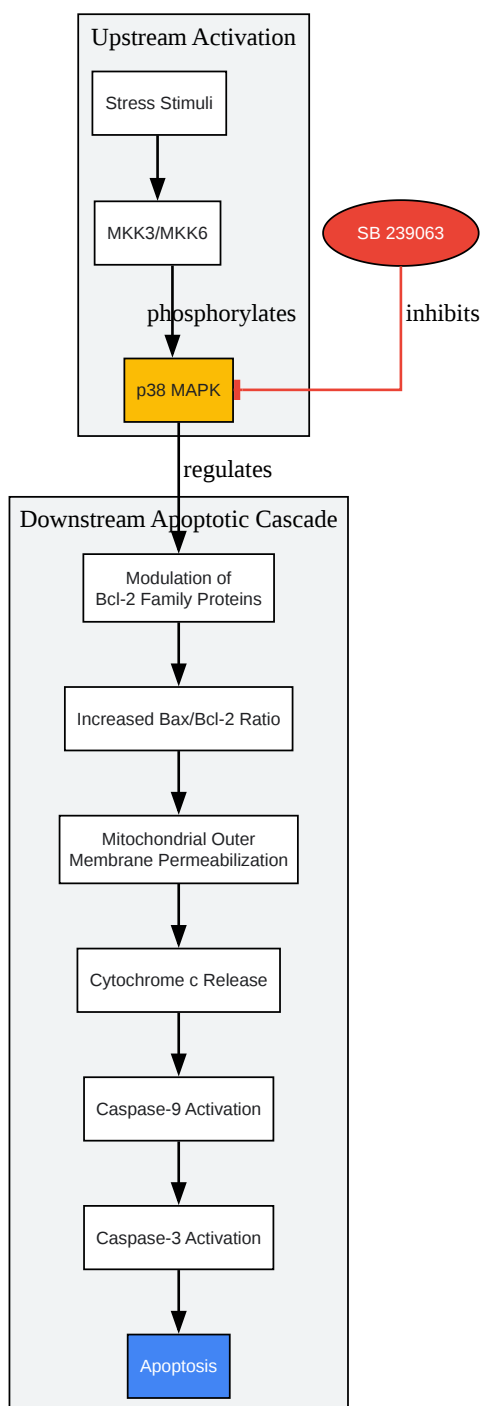 Upstream Activation
Stress Stimuli
MKK3/MKK6
SB 239063
phosphorylates
inhibits
p38 MAPK
regulates
Downstream Apoptotic Cascade
Modulation of
Bcl-2 Family Proteins
Increased Bax/Bcl-2 Ratio
Mitochondrial Outer
Membrane Permeabilization
Cytochrome c Release
Caspase-9 Activation
Caspase-3 Activation
Apoptosis